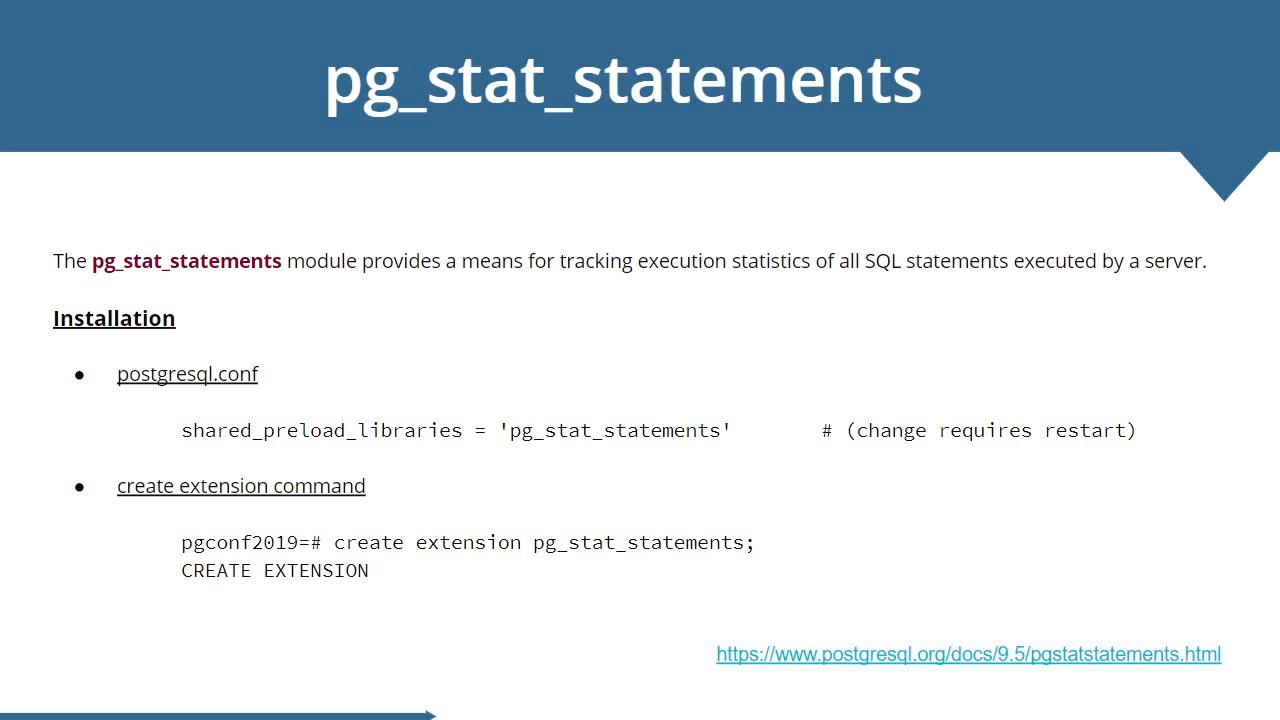 pg_stat_statements
The pg_stat_statements module provides a means for tracking execution statistics of all SQL statements executed by a server.
Installation
● postgresql.conf
shared_preload_libraries = 'pg_stat_statements' # (change requires restart)
● create extension command
pgconf2019=# create extension pg_stat_statements;
CREATE EXTENSION
https://www.postgresql.org/docs/9.5/pgstatstatements.html